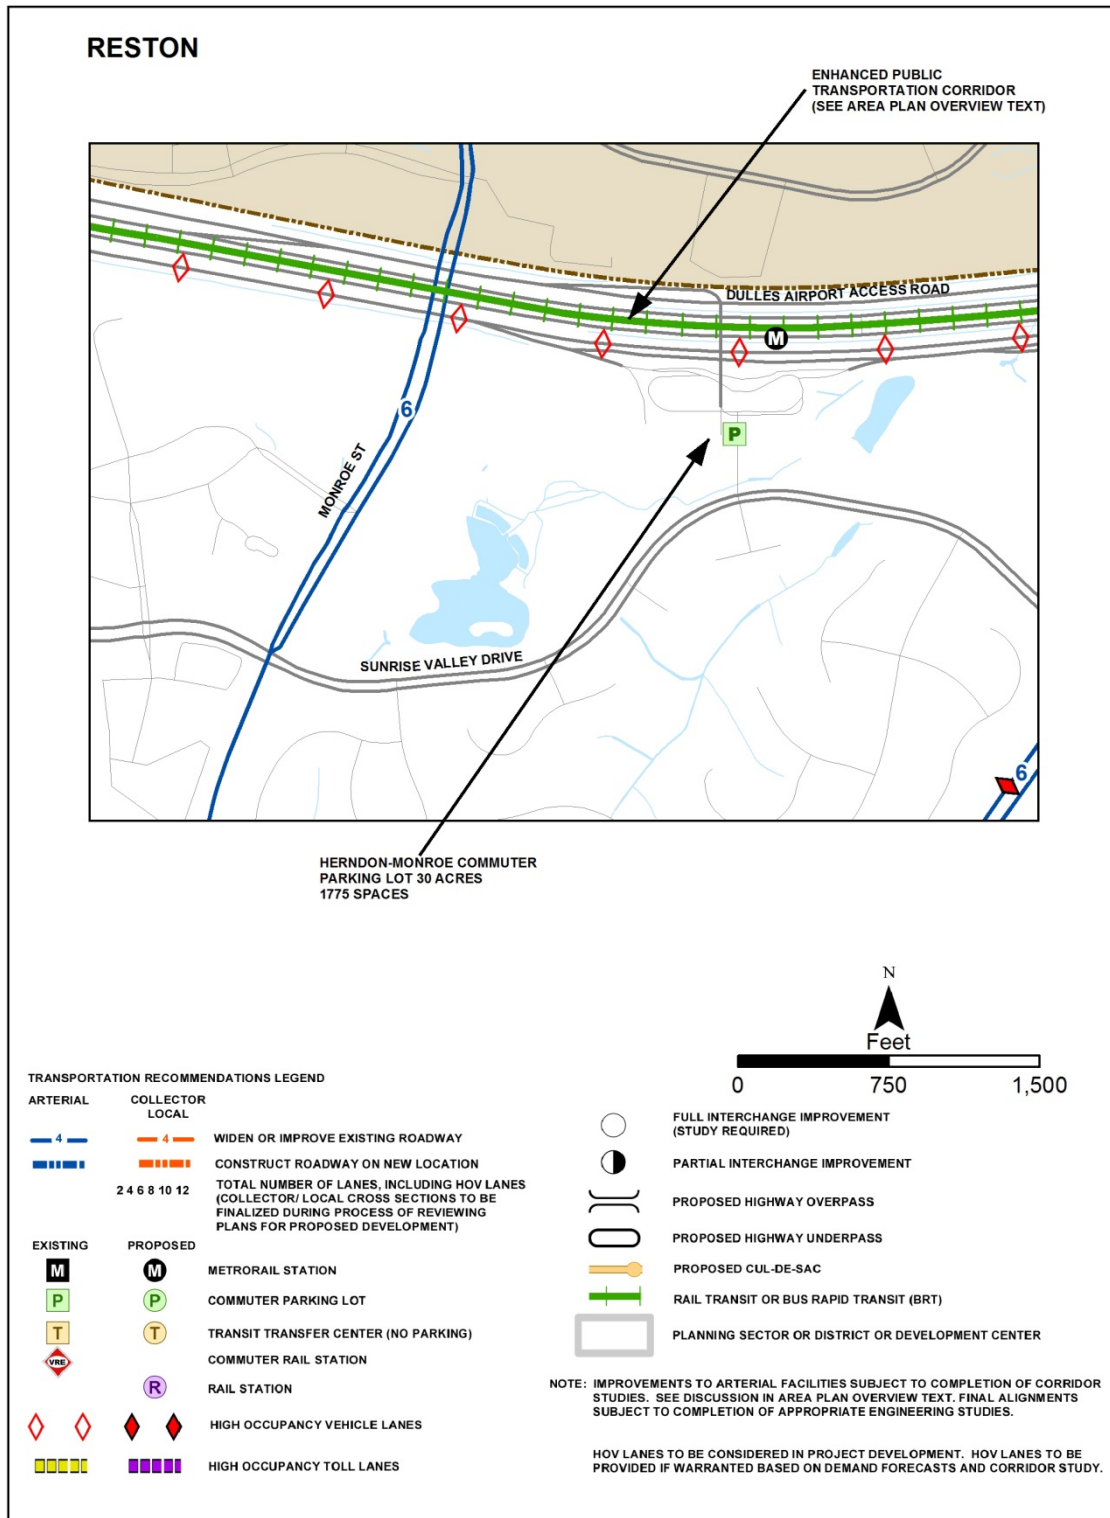 RESTON
ENHANCED PUBLIC
TRANSPORTATION CORRIDOR
(SEE AREA PLAN OVERVIEW TEXT)
DULLES AIRPORT ACCESS ROAD
M
6
P
MONROE ST
SUNRISE VALLEY DRIVE
6
HERNDON-MONROE COMMUTER
PARKING LOT 30 ACRES
1775 SPACES
N
Feet
0 750 1,500
TRANSPORTATION RECOMMENDATIONS LEGEND
ARTERIAL
COLLECTOR
LOCAL
4 4 WIDEN OR IMPROVE EXISTING ROADWAY
CONSTRUCT ROADWAY ON NEW LOCATION
2 4 6 8 10 12
TOTAL NUMBER OF LANES, INCLUDING HOV LANES
(COLLECTOR/ LOCAL CROSS SECTIONS TO BE
FINALIZED DURING PROCESS OF REVIEWING
PLANS FOR PROPOSED DEVELOPMENT)
EXISTING PROPOSED
M M METRORAIL STATION
P P COMMUTER PARKING LOT
T T TRANSIT TRANSFER CENTER (NO PARKING)
VRE COMMUTER RAIL STATION
R RAIL STATION
HIGH OCCUPANCY VEHICLE LANES
HIGH OCCUPANCY TOLL LANES
FULL INTERCHANGE IMPROVEMENT
(STUDY REQUIRED)
PARTIAL INTERCHANGE IMPROVEMENT
PROPOSED HIGHWAY OVERPASS
PROPOSED HIGHWAY UNDERPASS
PROPOSED CUL-DE-SAC
RAIL TRANSIT OR BUS RAPID TRANSIT (BRT)
PLANNING SECTOR OR DISTRICT OR DEVELOPMENT CENTER
NOTE: IMPROVEMENTS TO ARTERIAL FACILITIES SUBJECT TO COMPLETION OF CORRIDOR
STUDIES. SEE DISCUSSION IN AREA PLAN OVERVIEW TEXT. FINAL ALIGNMENTS
SUBJECT TO COMPLETION OF APPROPRIATE ENGINEERING STUDIES.
HOV LANES TO BE CONSIDERED IN PROJECT DEVELOPMENT. HOV LANES TO BE
PROVIDED IF WARRANTED BASED ON DEMAND FORECASTS AND CORRIDOR STUDY.